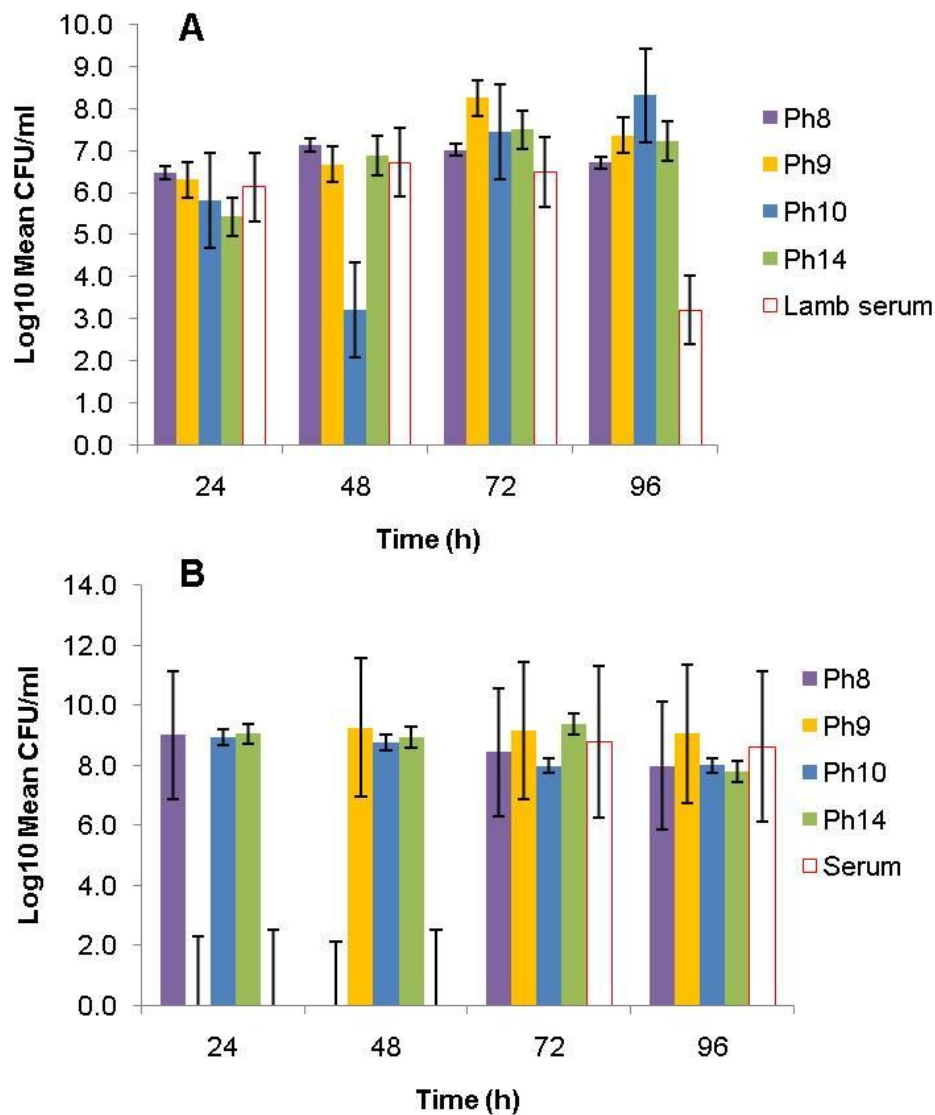 A
Log10 Mean CFU/ml
10.0
9.0
8.0
7.0
6.0
5.0
4.0
3.0
2.0
1.0
0.0
24 48 72 96
Time (h)
Ph8
Ph9
Ph10
Ph14
Lamb serum
B
Log10 Mean CFU/ml
14.0
12.0
10.0
8.0
6.0
4.0
2.0
0.0
24 48 72 96
Time (h)
Ph8
Ph9
Ph10
Ph14
Serum